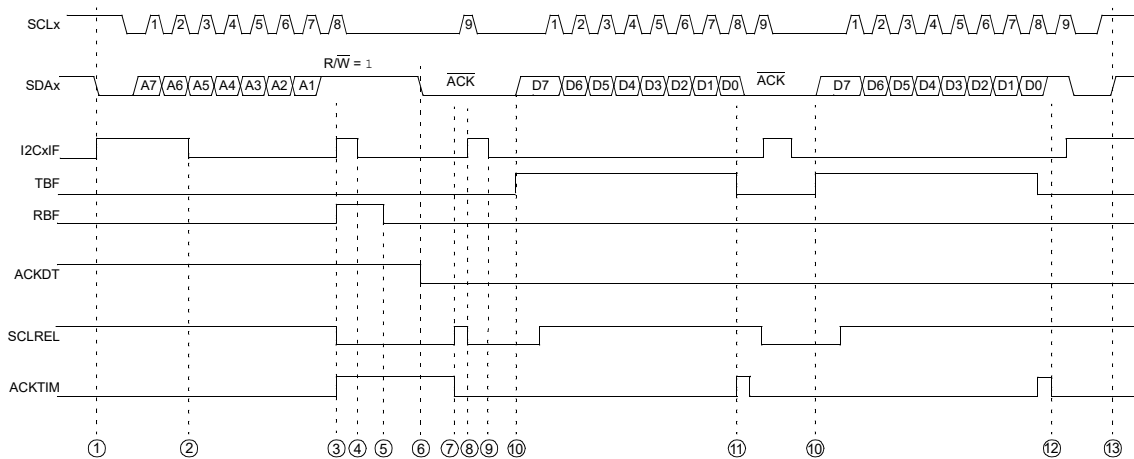 SCLx 1 2 3 4 5 6 7 8 9 1 2 3 4 5 6 7 8 9 1 2 3 4 5 6 7 8 9
R/W̅ = 1
SDAx A7 A6 A5 A4 A3 A2 A1 A̅C̅K̅ D7 D6 D5 D4 D3 D2 D1 D0 A̅C̅K̅ D7 D6 D5 D4 D3 D2 D1 D0
I2CxIF
TBF
RBF
ACKDT
SCLREL
ACKTIM
1 2 3 4 5 6 7 8 9 10 11 10 12 13